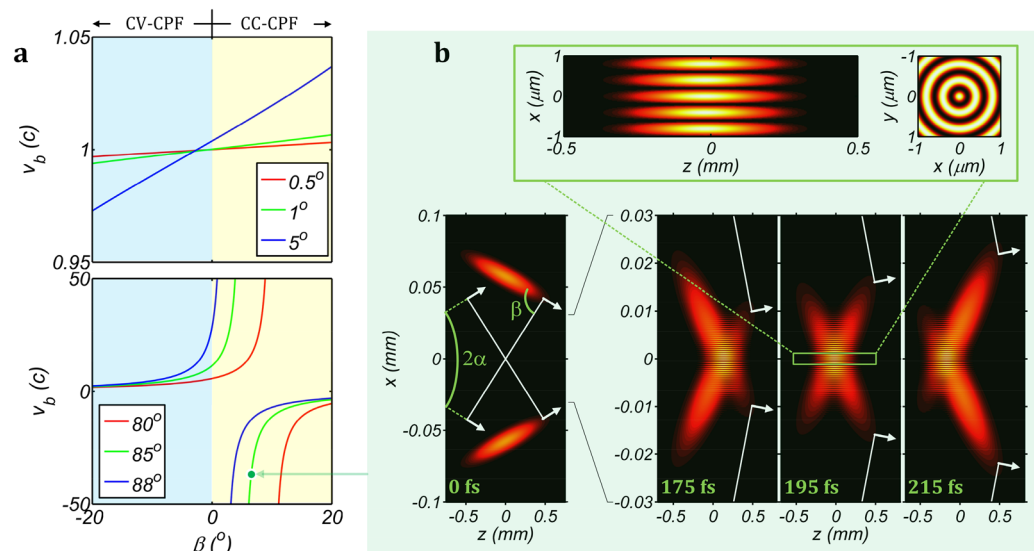 CV-CPF CC-CPF
a
1.05
1
0.95
v_b (c)
0.5°
1°
5°
50
0
-50
v_b (c)
80°
85°
88°
-20 0 20
β (°)
b
1
0
-1
x (μm)
-0.5 0 0.5
z (mm)
-1
0
1
y (μm)
-1 0 1
x (μm)
0.1
0.05
0
-0.05
-0.1
x (mm)
β
2α
0 fs
-0.5 0 0.5
z (mm)
0.03
0.02
0.01
0
-0.01
-0.02
-0.03
175 fs 195 fs 215 fs
-0.5 0 0.5 -0.5 0 0.5 -0.5 0 0.5
z (mm) z (mm) z (mm)